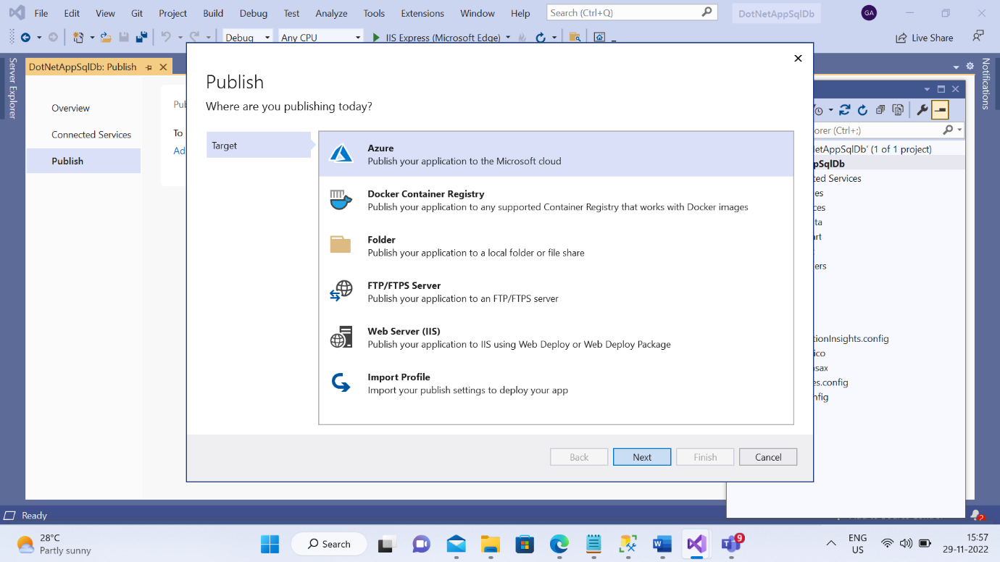 File Edit View Git Project Build Debug Test Analyze Tools Extensions Window Help Search (Ctrl+Q) DotNetAppSqlDb GA
Debug Any CPU IIS Express (Microsoft Edge) Live Share
Server Explorer
DotNetAppSqlDb: Publish
Notifications
Overview
Connected Services
Publish
To
Publish
Where are you publishing today?
Target
Azure
Publish your application to the Microsoft cloud
Docker Container Registry
Publish your application to any supported Container Registry that works with Docker images
Folder
Publish your application to a local folder or file share
FTP/FTPS Server
Publish your application to an FTP/FTPS server
Web Server (IIS)
Publish your application to IIS using Web Deploy or Web Deploy Package
Import Profile
Import your publish settings to deploy your app
Back Next Finish Cancel
orer (Ctrl+;)
etAppSqlDb' (1 of 1 project)
pSqlDb
ted Services
es
ces
ta
art
ers
tionInsights.config
ico
asax
es.config
nfig
Ready
2
28°C
Partly sunny
Search
9
ENG
US
15:57
29-11-2022